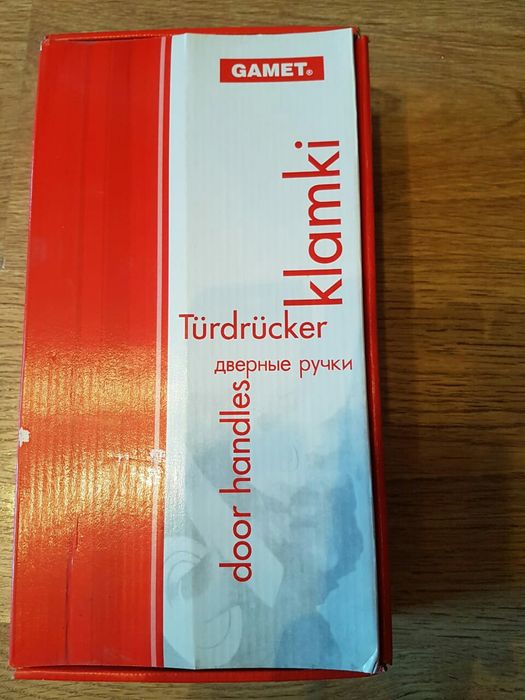 GAMET®
klamki
Türdrücker
дверные ручки
door handles